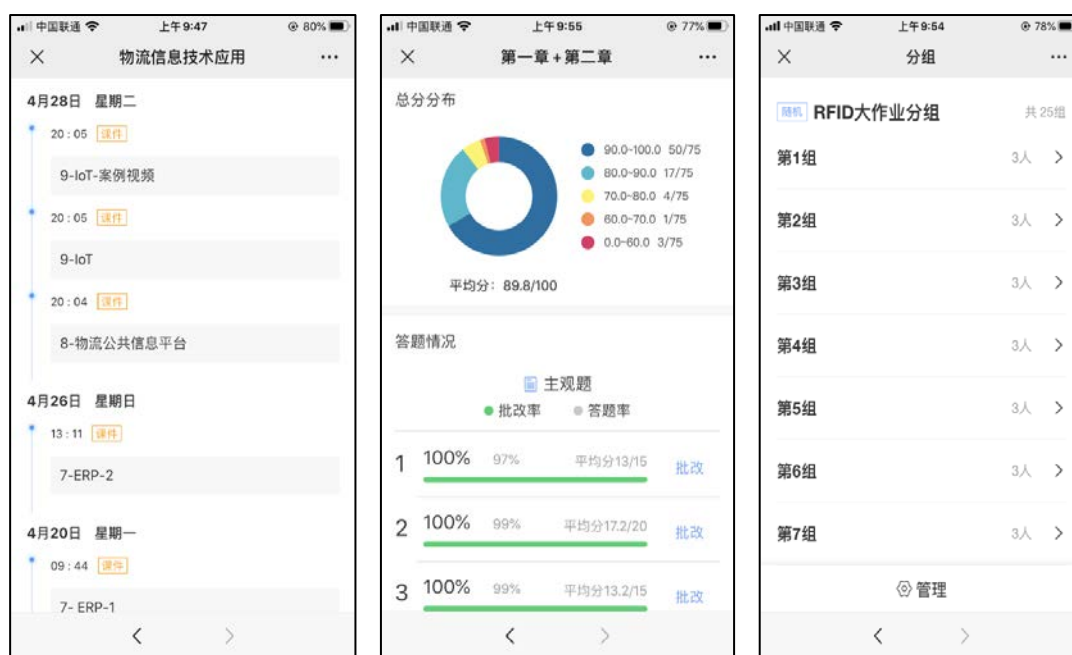 中国联通 上午9:47 80%
物流信息技术应用
4月28日 星期二
20:05 课件
9-IoT-案例视频
20:05 课件
9-IoT
20:04 课件
8-物流公共信息平台
4月26日 星期日
13:11 课件
7-ERP-2
4月20日 星期一
09:44 课件
7- ERP-1
中国联通 上午9:55 77%
第一章+第二章
总分分布
90.0-100.0 50/75
80.0-90.0 17/75
70.0-80.0 4/75
60.0-70.0 1/75
0.0-60.0 3/75
平均分: 89.8/100
答题情况
主观题
批改率 答题率
1 100% 97% 平均分13/15 批改
2 100% 99% 平均分17.2/20 批改
3 100% 99% 平均分13.2/15 批改
中国联通 上午9:54 78%
分组
随机 RFID大作业分组 共25组
第1组 3人
第2组 3人
第3组 3人
第4组 3人
第5组 3人
第6组 3人
第7组 3人
管理